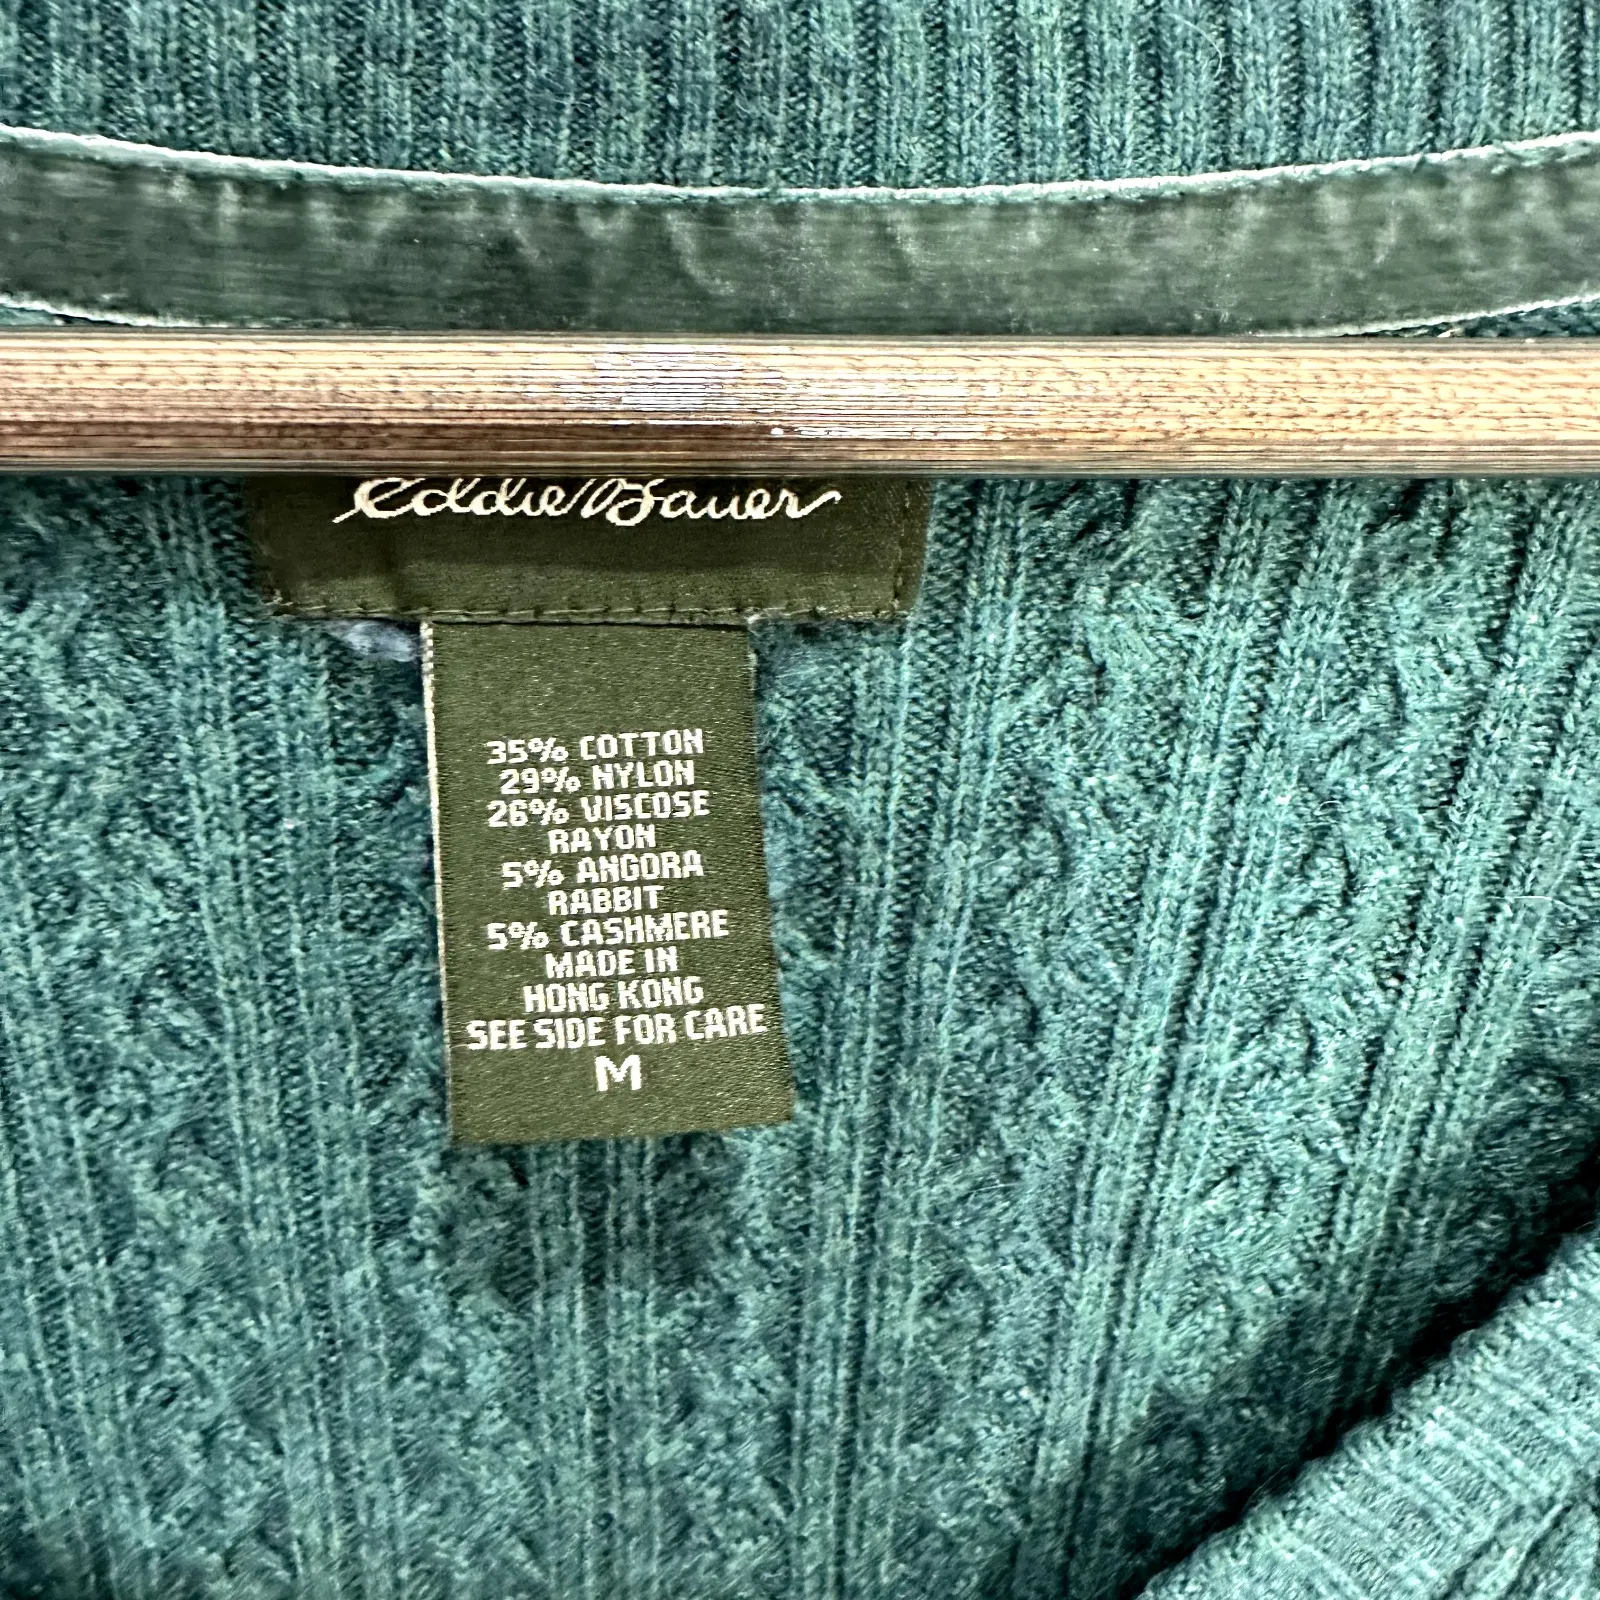 Eddie Bauer
35% COTTON
29% NYLON
26% VISCOSE
RAYON
5% ANGORA
RABBIT
5% CASHMERE
MADE IN
HONG KONG
SEE SIDE FOR CARE
M